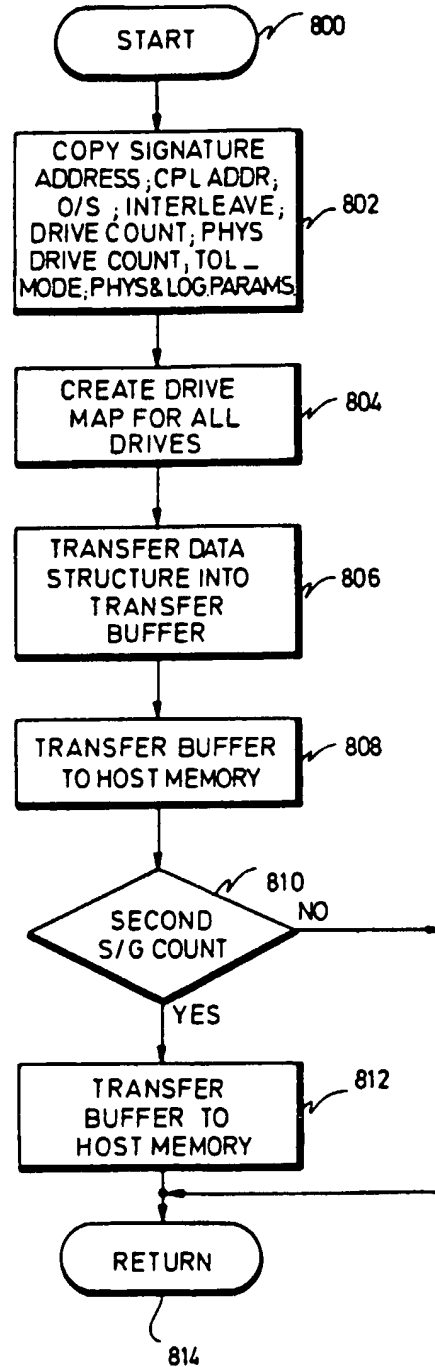 START
800
COPY SIGNATURE
ADDRESS; CPL ADDR;
O/S ; INTERLEAVE;
DRIVE COUNT; PHYS
DRIVE COUNT, TOL_
MODE; PHYS & LOG.PARAMS
802
CREATE DRIVE
MAP FOR ALL
DRIVES
804
TRANSFER DATA
STRUCTURE INTO
TRANSFER
BUFFER
806
TRANSFER BUFFER
TO HOST MEMORY
808
810
SECOND
S/G COUNT
NO
YES
TRANSFER
BUFFER TO
HOST MEMORY
812
RETURN
814